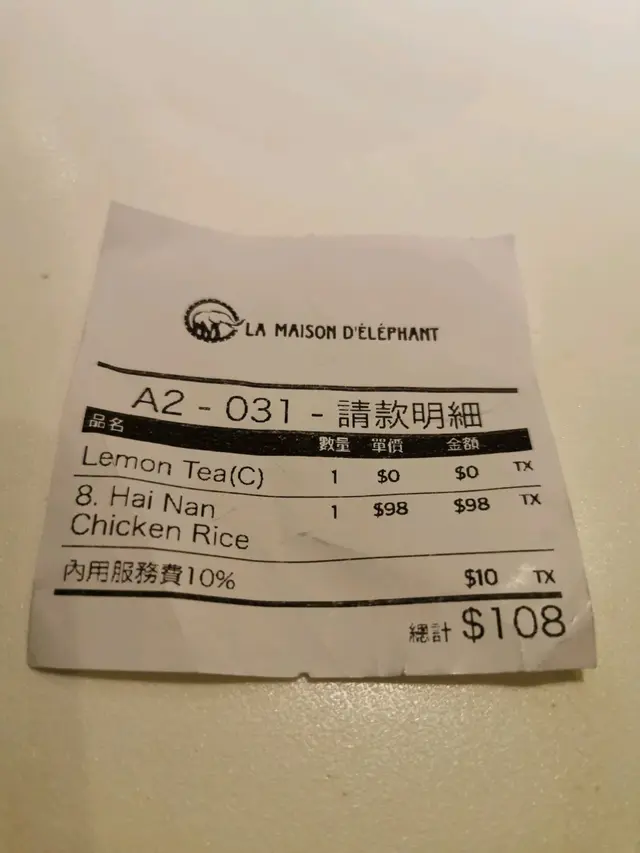 LA MAISON D'ÉLÉPHANT
A2 - 031 - 請款明細
品名 數量 單價 金額
Lemon Tea(C) 1 $0 $0 TX
8. Hai Nan 1 $98 $98 TX
Chicken Rice
內用服務費10% $10 TX
總計 $108